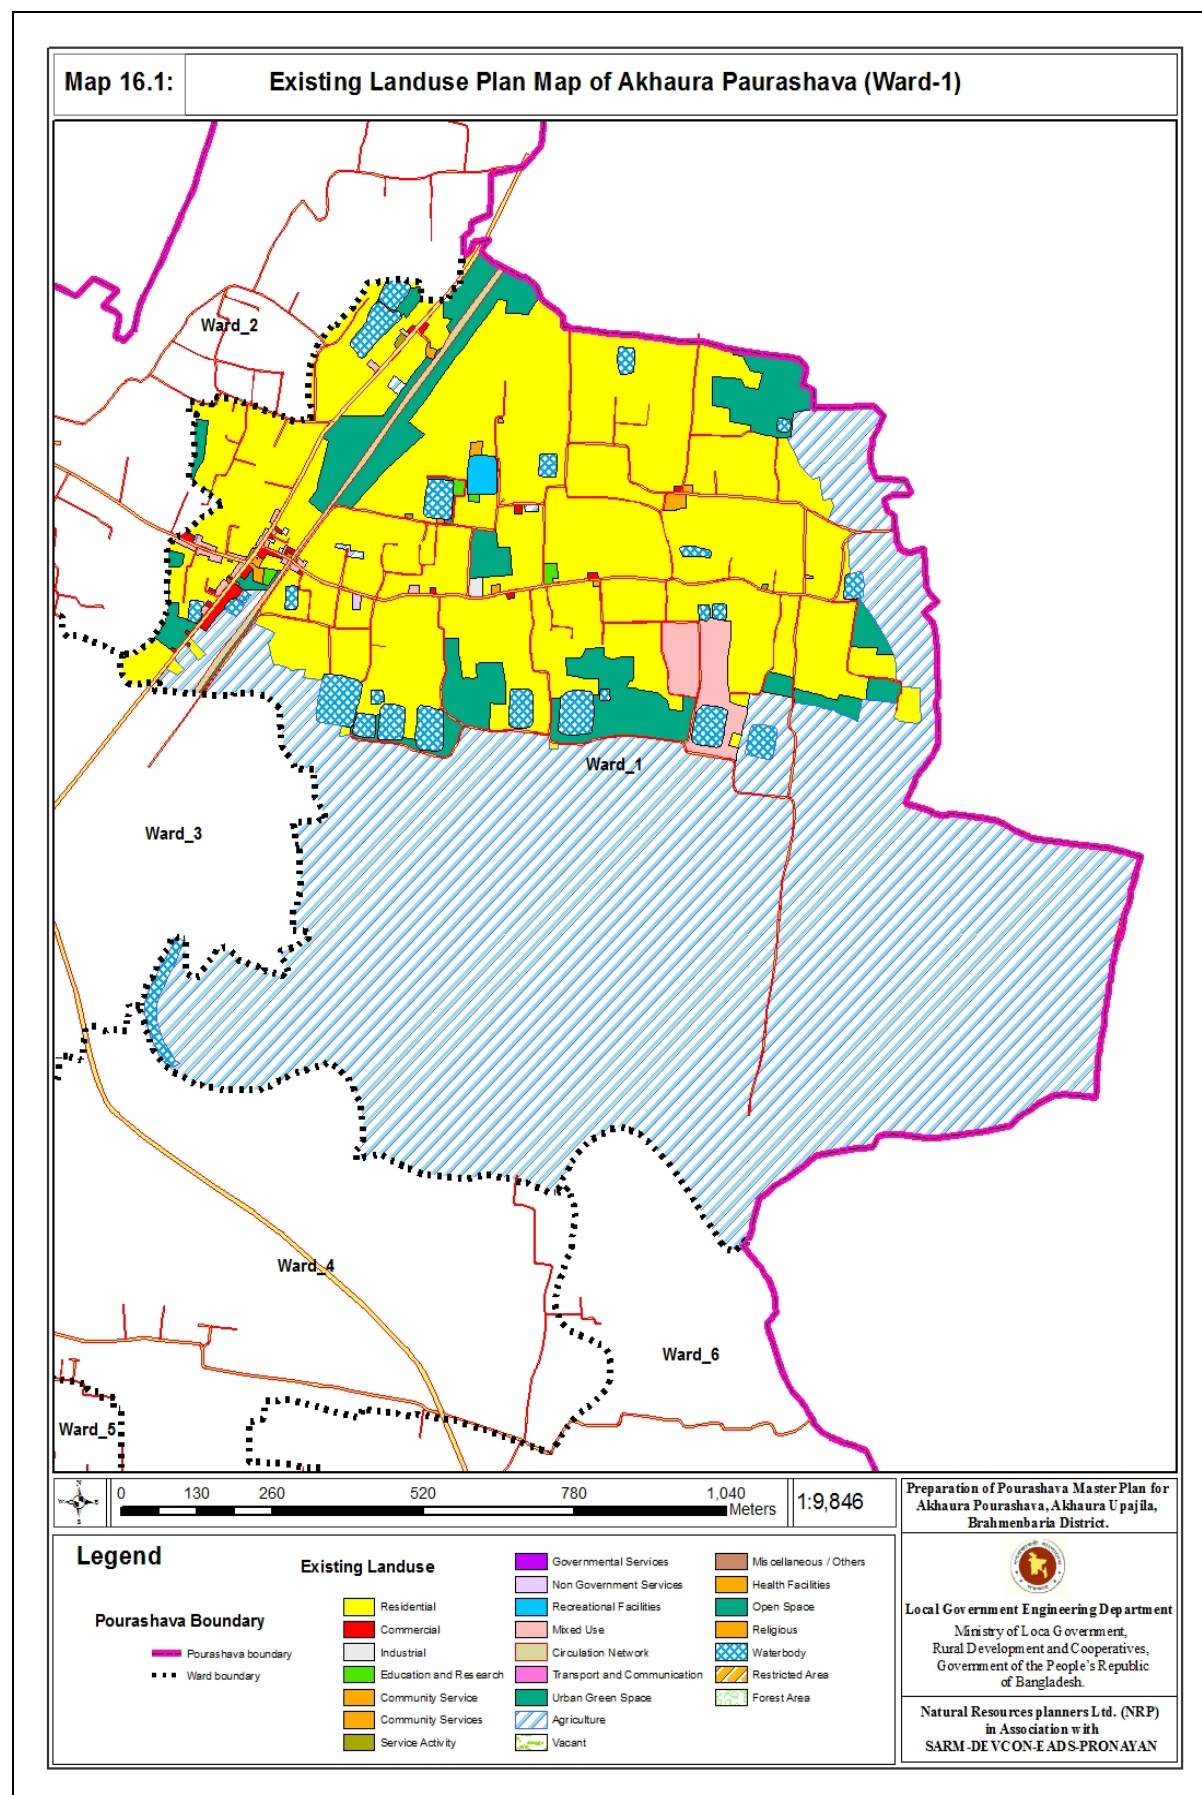 Map 16.1:
Existing Landuse Plan Map of Akhaura Paurashava (Ward-1)
Ward_2
Ward_1
Ward_3
Ward_4
Ward_6
Ward_5
N
W
E
S
0 130 260 520 780 1,040
Meters
1:9,846
Legend
Pourashava Boundary
Pourashava boundary
Ward boundary
Existing Landuse
Residential
Commercial
Industrial
Education and Research
Community Service
Community Services
Service Activity
Governmental Services
Non Government Services
Recreational Facilities
Mixed Use
Circulation Network
Transport and Communication
Urban Green Space
Agriculture
Vacant
Miscellaneous / Others
Health Facilities
Open Space
Religious
Waterbody
Restricted Area
Forest Area
Preparation of Pourashava Master Plan for
Akhaura Pourashava, Akhaura Upajila,
Brahmenbaria District.
Local Government Engineering Department
Ministry of Loca Government,
Rural Development and Cooperatives,
Government of the People's Republic
of Bangladesh.
Natural Resources planners Ltd. (NRP)
in Association with
SARM-DEVCON-EADS-PRONAYAN